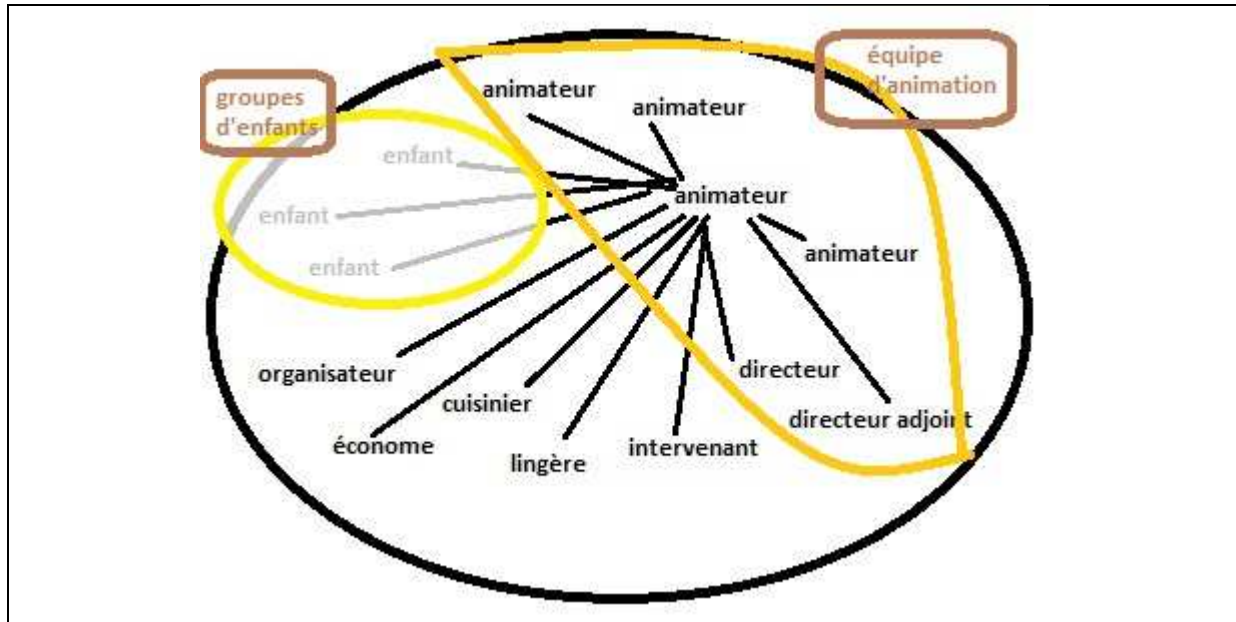 groupes
d'enfants
équipe
d'animation
animateur
animateur
enfant
animateur
enfant
animateur
enfant
organisateur
directeur
cuisinier
directeur adjoint
économe
lingère
intervenant